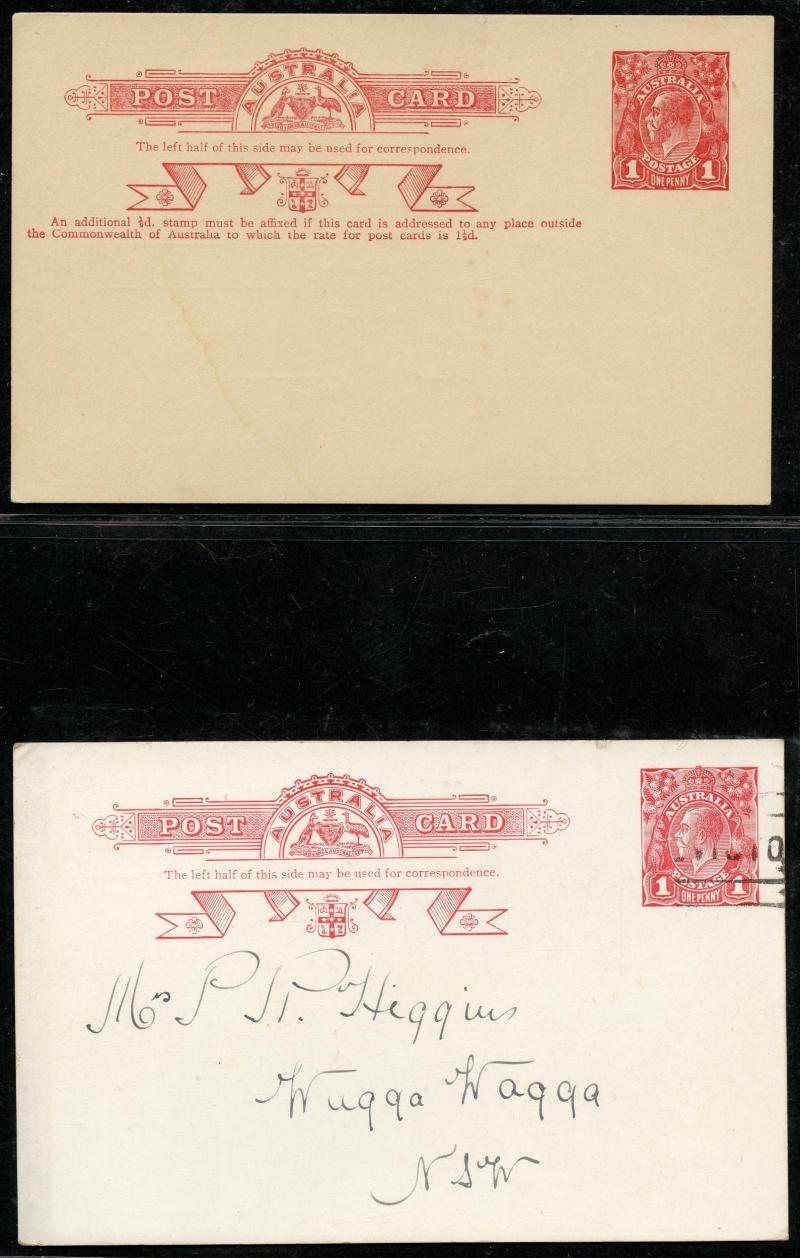 AUSTRALIA
POST CARD
The left half of this side may be used for correspondence.
An additional ½d. stamp must be affixed if this card is addressed to any place outside
the Commonwealth of Australia to which the rate for post cards is 1½d.
AUSTRALIA
POSTAGE
1 1
ONE PENNY
AUSTRALIA
POST CARD
The left half of this side may be used for correspondence.
AUSTRALIA
POSTAGE
1 1
ONE PENNY
Mrs P W. Higgins
Wugga Wagga
NSW